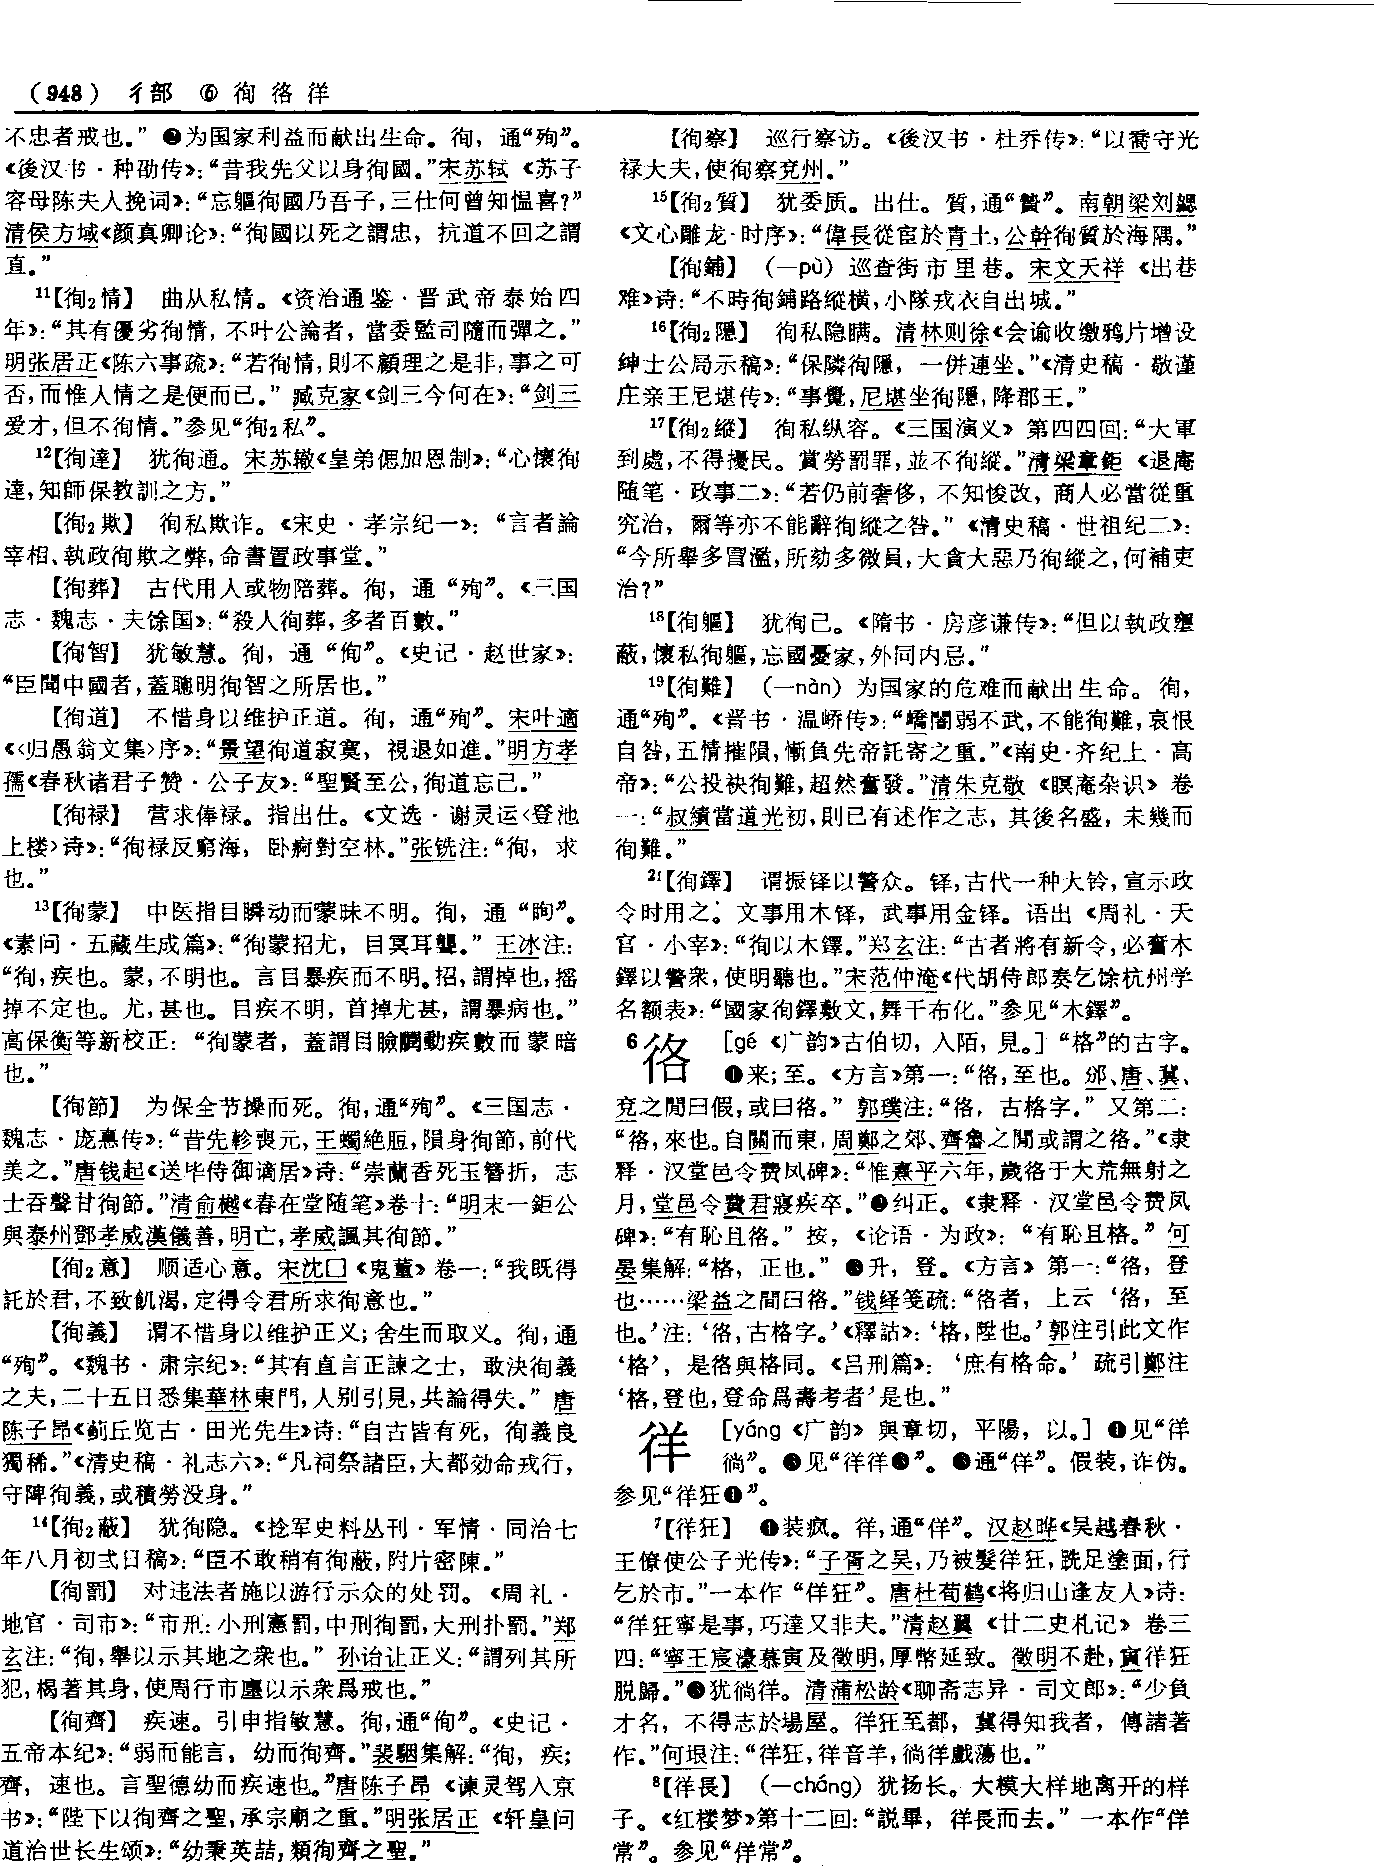 （948） 彳部 ⑥ 徇 㣟 徉
不忠者戒也。”❷为国家利益而献出生命。徇，通“殉”。
《後汉书·种劭传》：“昔我先父以身徇國。”宋苏轼《苏子
容母陈夫人挽词》：“忘軀徇國乃吾子，三仕何曾知愠喜？”
清侯方域《颜真卿论》：“徇國以死之謂忠，抗道不回之謂
直。”
11【徇2情】 曲从私情。《资治通鉴·晋武帝泰始四
年》：“其有優劣徇情，不叶公論者，當委監司隨而彈之。”
明张居正《陈六事疏》：“若徇情，則不顧理之是非，事之可
否，而惟人情之是便而已。”臧克家《剑三今何在》：“剑三
爱才，但不徇情。”参见“徇2私”。
12【徇達】 犹徇通。宋苏辙《皇弟偲加恩制》：“心懷徇
達，知師保教訓之方。”
【徇2欺】 徇私欺诈。《宋史·孝宗纪一》：“言者論
宰相、執政徇欺之弊，命書置政事堂。”
【徇葬】 古代用人或物陪葬。徇，通“殉”。《三国
志·魏志·夫馀国》：“殺人徇葬，多者百數。”
【徇智】 犹敏慧。徇，通“侚”。《史记·赵世家》：
“臣聞中國者，蓋聰明徇智之所居也。”
【徇道】 不惜身以维护正道。徇，通“殉”。宋叶適
《〈归愚翁文集〉序》：“景望徇道寂寞，視退如進。”明方孝
孺《春秋诸君子赞·公子友》：“聖賢至公，徇道忘己。”
【徇禄】 营求俸禄。指出仕。《文选·谢灵运〈登池
上楼〉诗》：“徇禄反窮海，卧痾對空林。”张铣注：“徇，求
也。”
13【徇蒙】 中医指目瞬动而蒙昧不明。徇，通“眴”。
《素问·五藏生成篇》：“徇蒙招尤，目冥耳聾。”王冰注：
“徇，疾也。蒙，不明也。言目暴疾而不明。招，謂掉也，摇
掉不定也。尤，甚也。目疾不明，首掉尤甚，謂暴病也。”
高保衡等新校正：“徇蒙者，蓋謂目瞼瞤動疾數而蒙暗
也。”
【徇節】 为保全节操而死。徇，通“殉”。《三国志·
魏志·庞惪传》：“昔先軫喪元，王蠋絶脰，隕身徇節，前代
美之。”唐钱起《送毕侍御谪居》诗：“崇蘭香死玉簪折，志
士吞聲甘徇節。”清俞樾《春在堂随笔》卷十：“明末一鉅公
與泰州鄧孝威漢儀善，明亡，孝威諷其徇節。”
【徇2意】 顺适心意。宋沈□《鬼董》卷一：“我既得
託於君，不致飢渴，定得令君所求徇意也。”
【徇義】 谓不惜身以维护正义；舍生而取义。徇，通
“殉”。《魏书·肃宗纪》：“其有直言正諫之士，敢決徇義
之夫，二十五日悉集華林東門，人别引見，共論得失。”唐
陈子昂《蓟丘览古·田光先生》诗：“自古皆有死，徇義良
獨稀。”《清史稿·礼志六》：“凡祠祭諸臣，大都効命戎行，
守陴徇義，或積勞没身。”
14【徇2蔽】 犹徇隐。《捻军史料丛刊·军情·同治七
年八月初弍日稿》：“臣不敢稍有徇蔽，附片密陳。”
【徇罰】 对违法者施以游行示众的处罚。《周礼·
地官·司市》：“市刑：小刑憲罰，中刑徇罰，大刑扑罰。”郑
玄注：“徇，舉以示其地之衆也。”孙诒让正义：“謂列其所
犯，楬著其身，使周行市廛以示衆爲戒也。”
【徇齊】 疾速。引申指敏慧。徇，通“侚”。《史记·
五帝本纪》：“弱而能言，幼而徇齊。”裴駰集解：“徇，疾；
齊，速也。言聖德幼而疾速也。”唐陈子昂《谏灵驾入京
书》：“陛下以徇齊之聖，承宗廟之重。”明张居正《轩皇问
道治世长生颂》：“幼秉英喆，類徇齊之聖。”
【徇察】 巡行察访。《後汉书·杜乔传》：“以喬守光
禄大夫，使徇察兖州。”
15【徇2質】 犹委质。出仕。質，通“贄”。南朝梁刘勰
《文心雕龙·时序》：“偉長從宦於青土，公幹徇質於海隅。”
【徇鋪】 （—pù）巡查街市里巷。宋文天祥《出巷
难》诗：“不時徇鋪路縱横，小隊戎衣自出城。”
16【徇2隱】 徇私隐瞒。清林则徐《会谕收缴鸦片增设
绅士公局示稿》：“保隣徇隱，一併連坐。”《清史稿·敬谨
庄亲王尼堪传》：“事覺，尼堪坐徇隱，降郡王。”
17【徇2縱】 徇私纵容。《三国演义》第四四回：“大軍
到處，不得擾民。賞勞罰罪，並不徇縱。”清梁章鉅《退庵
随笔·政事二》：“若仍前奢侈，不知悛改，商人必當從重
究治，爾等亦不能辭徇縱之咎。”《清史稿·世祖纪二》：
“今所舉多冒濫，所劾多微員，大貪大惡乃徇縱之，何補吏
治？”
18【徇軀】 犹徇己。《隋书·房彦谦传》：“但以執政壅
蔽，懷私徇軀，忘國憂家，外同内忌。”
19【徇難】 （—nàn）为国家的危难而献出生命。徇，
通“殉”。《晋书·温峤传》：“嶠闇弱不武，不能徇難，哀恨
自咎，五情摧隕，慚負先帝託寄之重。”《南史·齐纪上·高
帝》：“公投袂徇難，超然奮發。”清朱克敬《暝庵杂识》卷
一：“叔績當道光初，則已有述作之志，其後名盛，未幾而
徇難。”
21【徇鐸】 谓振铎以警众。铎，古代一种大铃，宣示政
令时用之。文事用木铎，武事用金铎。语出《周礼·天
官·小宰》：“徇以木鐸。”郑玄注：“古者將有新令，必奮木
鐸以警衆，使明聽也。”宋范仲淹《代胡侍郎奏乞馀杭州学
名额表》：“國家徇鐸敷文，舞干布化。”参见“木鐸”。
6 㣟 [gé《广韵》古伯切，入陌，見。]“格”的古字。
❶来；至。《方言》第一：“㣟，至也。邠、唐、冀、
兖之間曰假，或曰㣟。”郭璞注：“㣟，古格字。”又第二：
“㣟，來也。自關而東，周鄭之郊、齊魯之間或謂之㣟。”《隶
释·汉堂邑令费凤碑》：“惟熹平六年，歲㣟于大荒無射之
月，堂邑令費君寢疾卒。”❷纠正。《隶释·汉堂邑令费凤
碑》：“有恥且㣟。”按，《论语·为政》：“有恥且格。”何
晏集解：“格，正也。”❸升，登。《方言》第一：“㣟，登
也……梁益之間曰㣟。”钱绎笺疏：“㣟者，上云‘㣟，至
也。’注：‘㣟，古格字。’《釋詁》：‘格，陞也。’郭注引此文作
‘格’，是㣟與格同。《吕刑篇》：‘庶有格命。’疏引鄭注
‘格，登也，登命爲壽考者’是也。”
徉 [yáng《广韵》與章切，平陽，以。]❶见“徉
徜”。❷见“徉徉❷”。❸通“佯”。假装，诈伪。
参见“徉狂❶”。
7【徉狂】 ❶装疯。徉，通“佯”。汉赵晔《吴越春秋·
王僚使公子光传》：“子胥之吴，乃被髮徉狂，跣足塗面，行
乞於市。”一本作“佯狂”。唐杜荀鹤《将归山逢友人》诗：
“徉狂寧是事，巧達又非夫。”清赵翼《廿二史札记》卷三
四：“寧王宸濠慕寅及徵明，厚幣延致。徵明不赴，寅徉狂
脱歸。”❷犹徜徉。清蒲松龄《聊斋志异·司文郎》：“少負
才名，不得志於場屋。徉狂至都，冀得知我者，傳諸著
作。”何垠注：“徉狂，徉音羊，徜徉戲蕩也。”
8【徉長】 （—cháng）犹扬长。大模大样地离开的样
子。《红楼梦》第十二回：“説畢，徉長而去。”一本作“佯
常”。参见“佯常”。